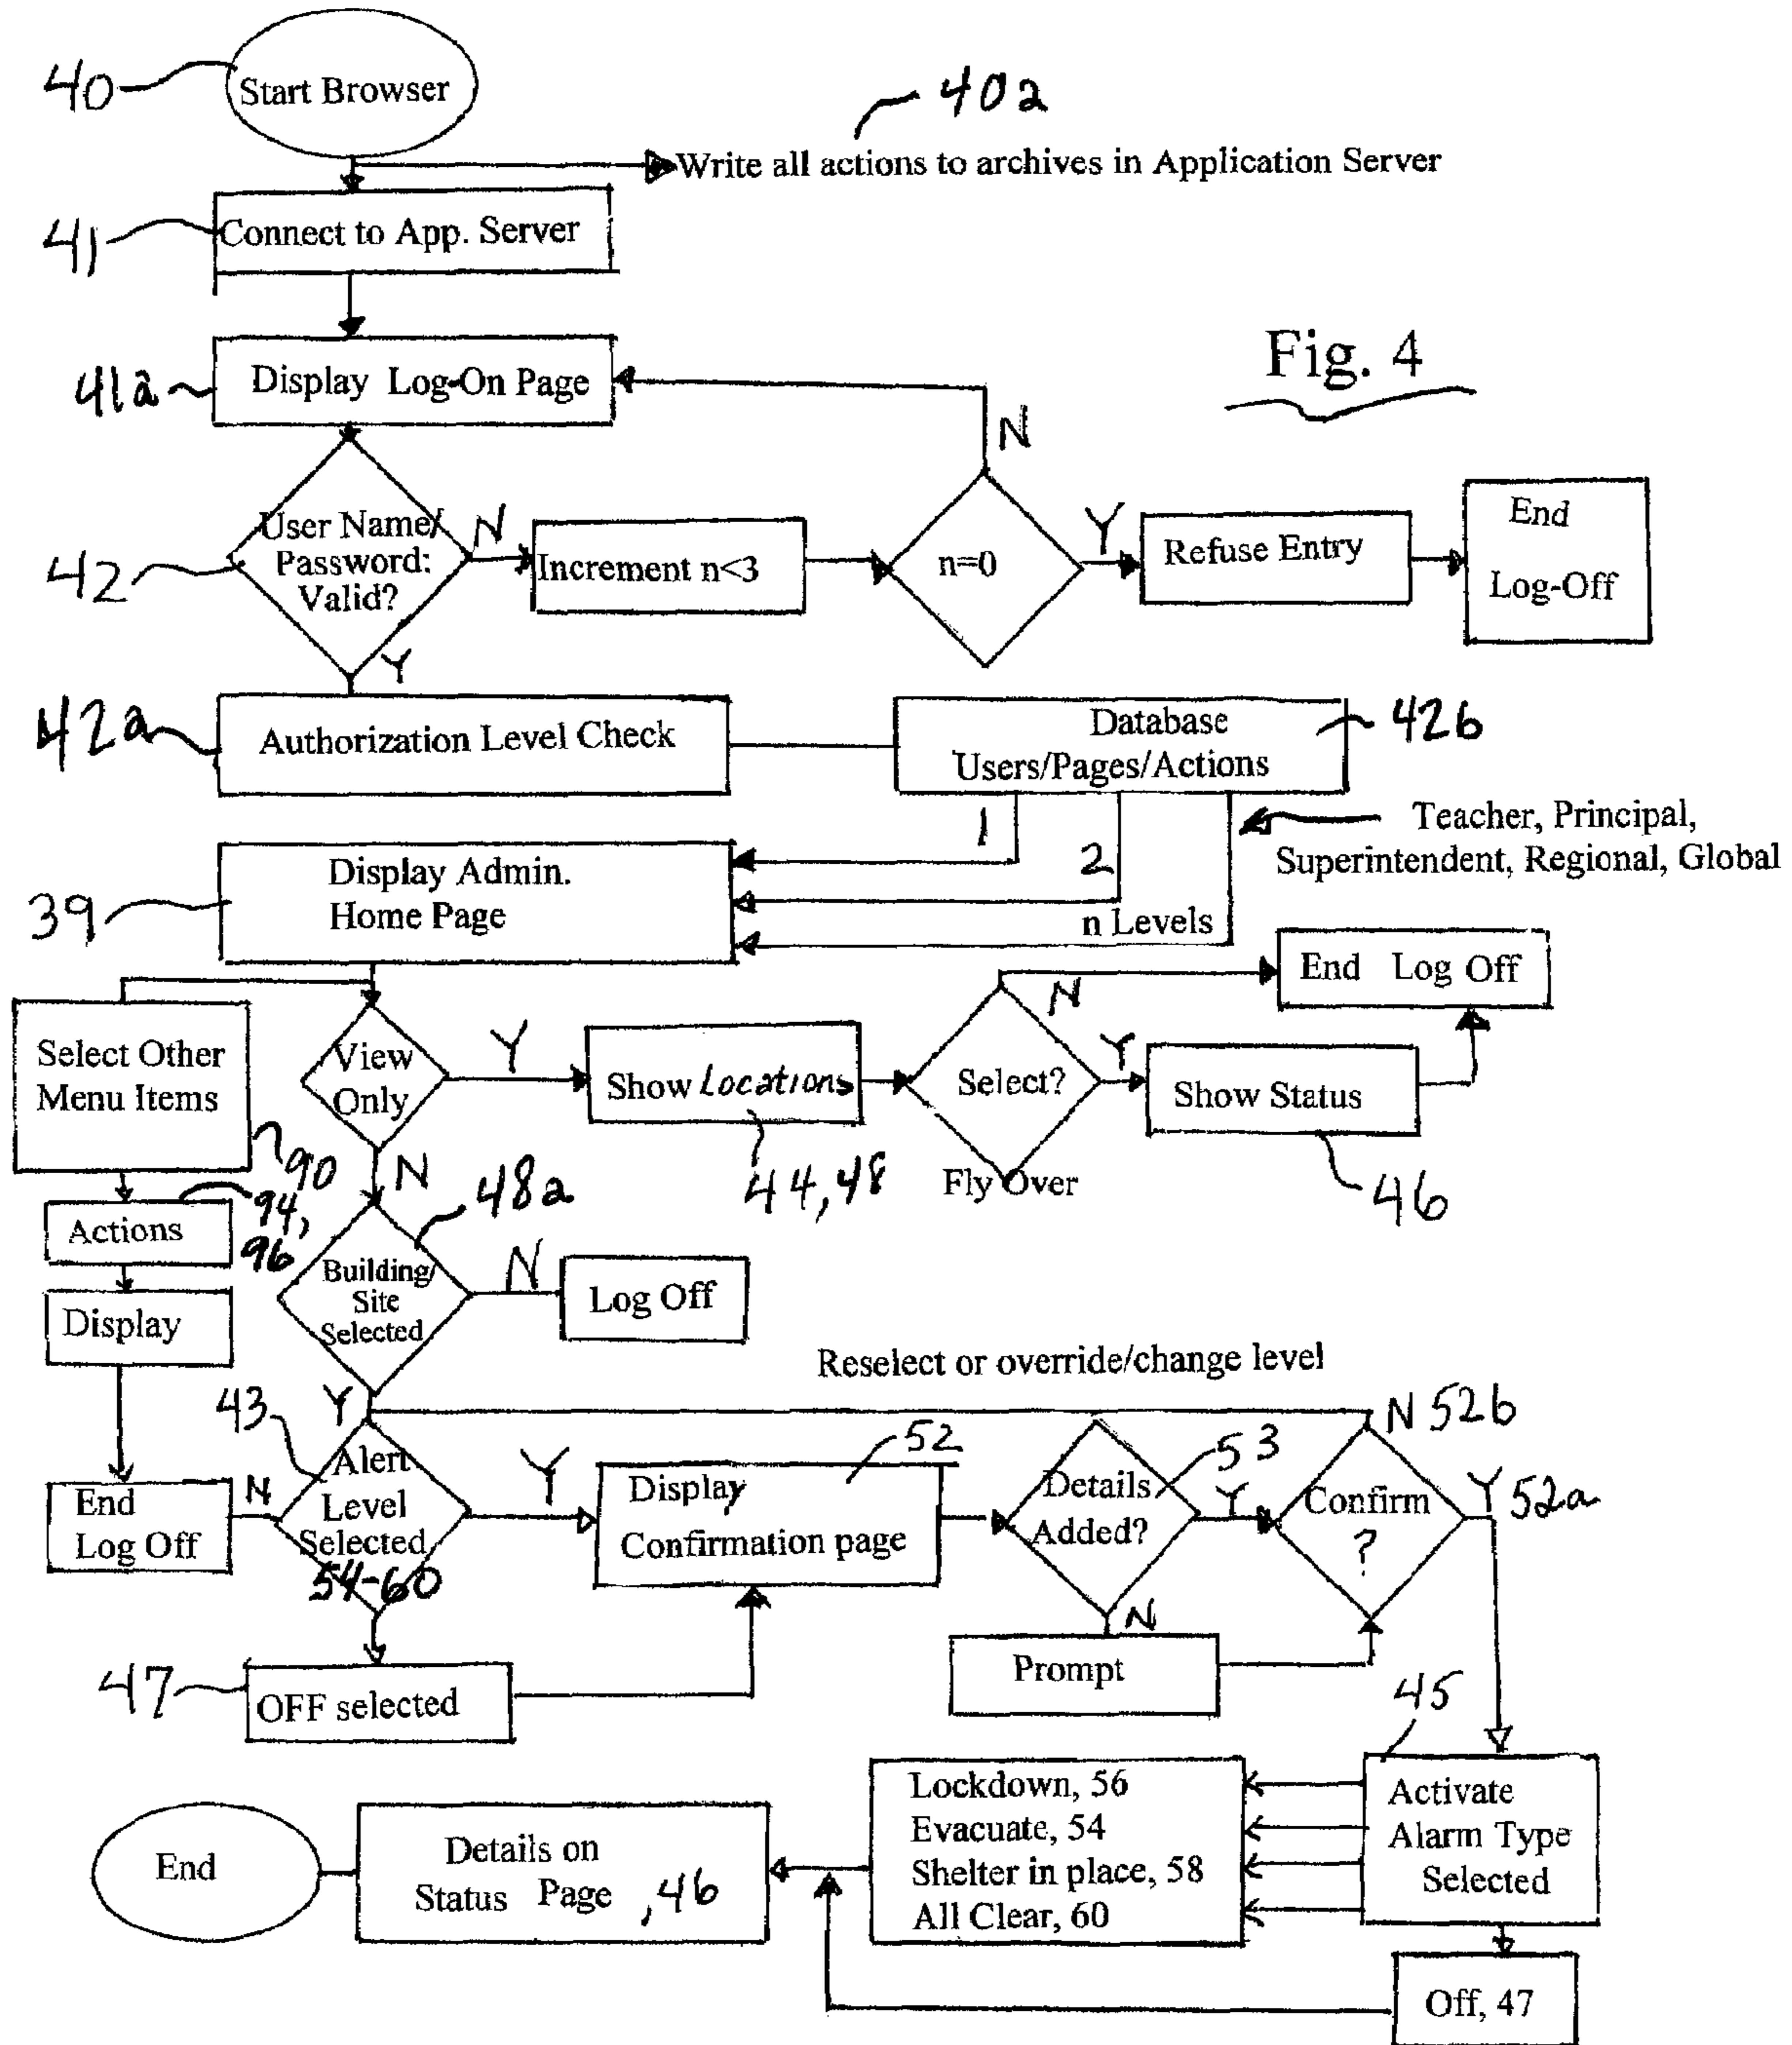 40
Start Browser
40a
Write all actions to archives in Application Server
41
Connect to App. Server
Fig. 4
41a
Display Log-On Page
N
42
User Name/
Password:
Valid?
N
Increment n<3
n=0
Y
Refuse Entry
End
Log-Off
Y
42a
Authorization Level Check
Database
Users/Pages/Actions
42b
1
2
n Levels
Teacher, Principal,
Superintendent, Regional, Global
39
Display Admin.
Home Page
Select Other
Menu Items
90
View
Only
Y
Show Locations
44, 48
Select?
Fly Over
N
End Log Off
Y
Show Status
46
N
48a
Actions
94,
96
Display
Building/
Site
Selected
N
Log Off
Reselect or override/change level
Y
43
Alert
Level
Selected
54-60
N
End
Log Off
Y
Display
Confirmation page
52
Details
Added?
53
Y
N
Prompt
Confirm
?
N 52b
Y 52a
47
OFF selected
45
Activate
Alarm Type
Selected
Lockdown, 56
Evacuate, 54
Shelter in place, 58
All Clear, 60
Details on
Status Page , 46
End
Off, 47